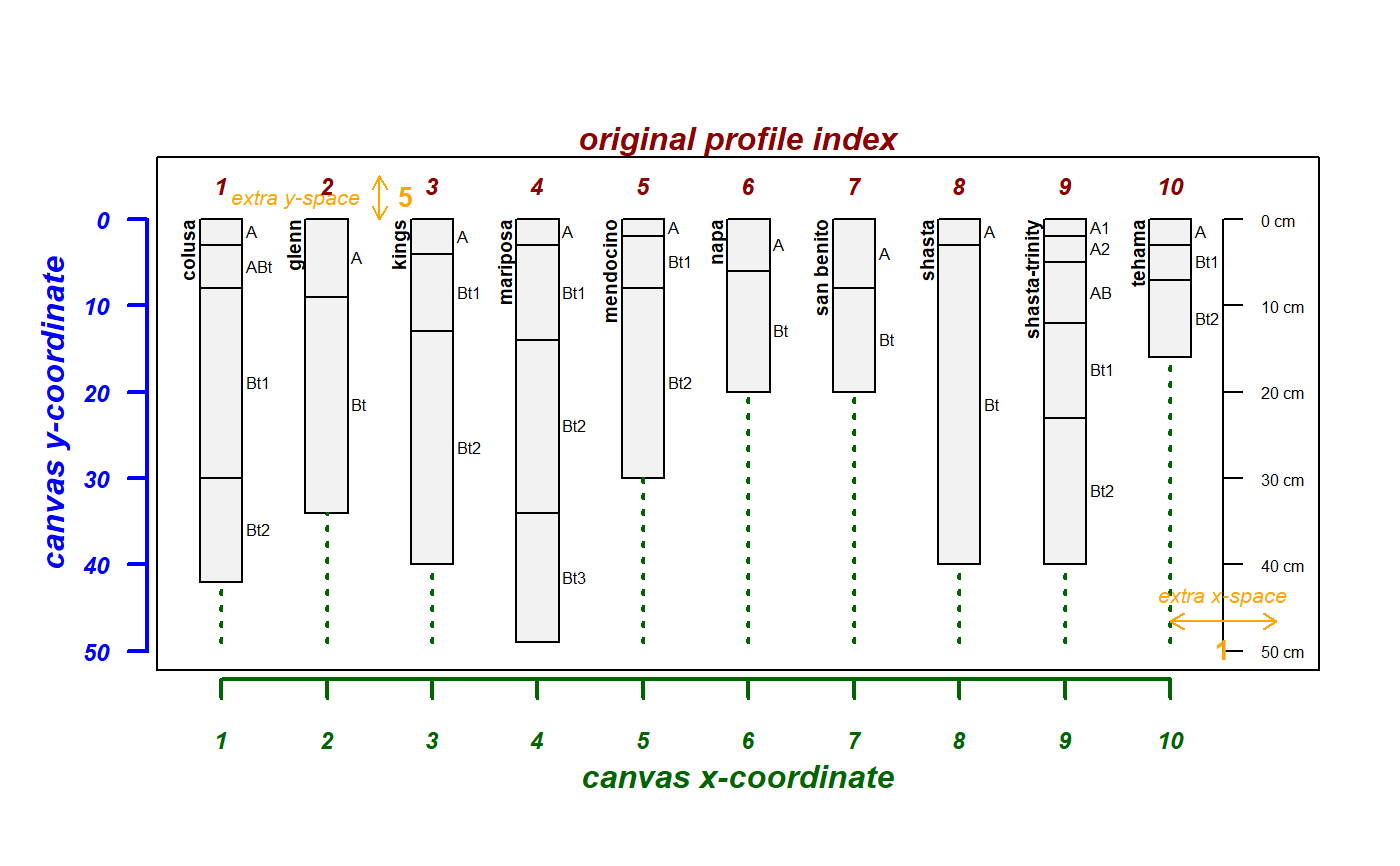 original profile index
1 2 3 4 5 6 7 8 9 10
extra y-space 5
canvas y-coordinate
0
10
20
30
40
50
colusa
A
ABt
Bt1
Bt2
glenn
A
Bt
kings
A
Bt1
Bt2
mariposa
A
Bt1
Bt2
Bt3
mendocino
A
Bt1
Bt2
napa
A
Bt
san benito
A
Bt
shasta
A
Bt
shasta-trinity
A1
A2
AB
Bt1
Bt2
tehama
A
Bt1
Bt2
0 cm
10 cm
20 cm
30 cm
40 cm
50 cm
extra x-space
1
1 2 3 4 5 6 7 8 9 10
canvas x-coordinate